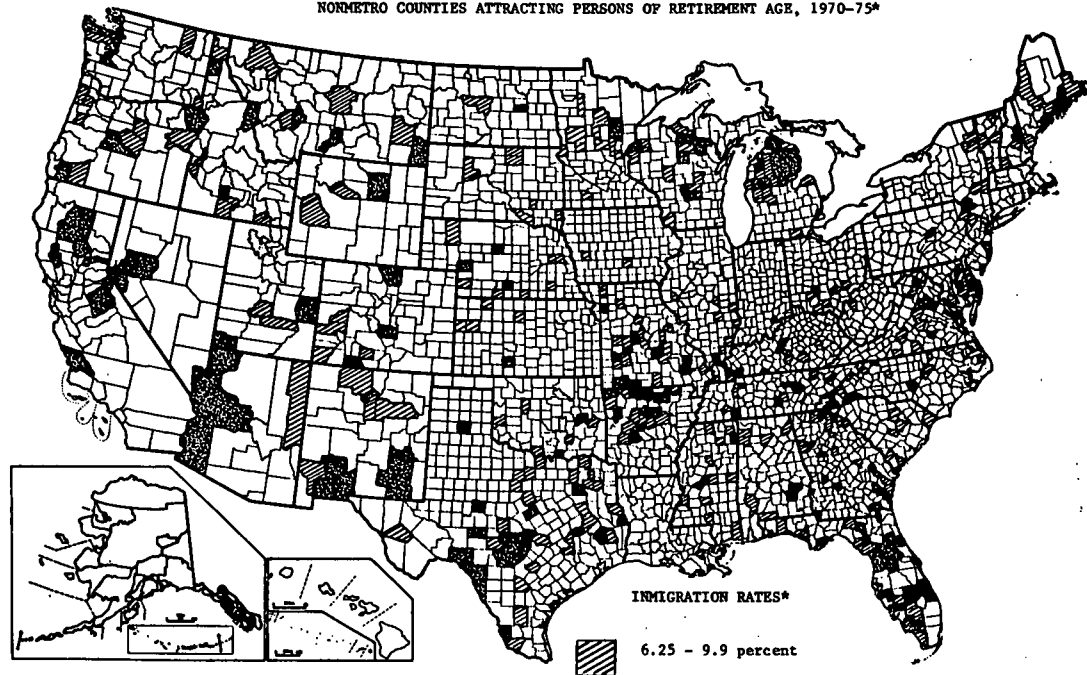 NONMETRO COUNTIES ATTRACTING PERSONS OF RETIREMENT AGE, 1970-75*
INMIGRATION RATES*
6.25 - 9.9 percent